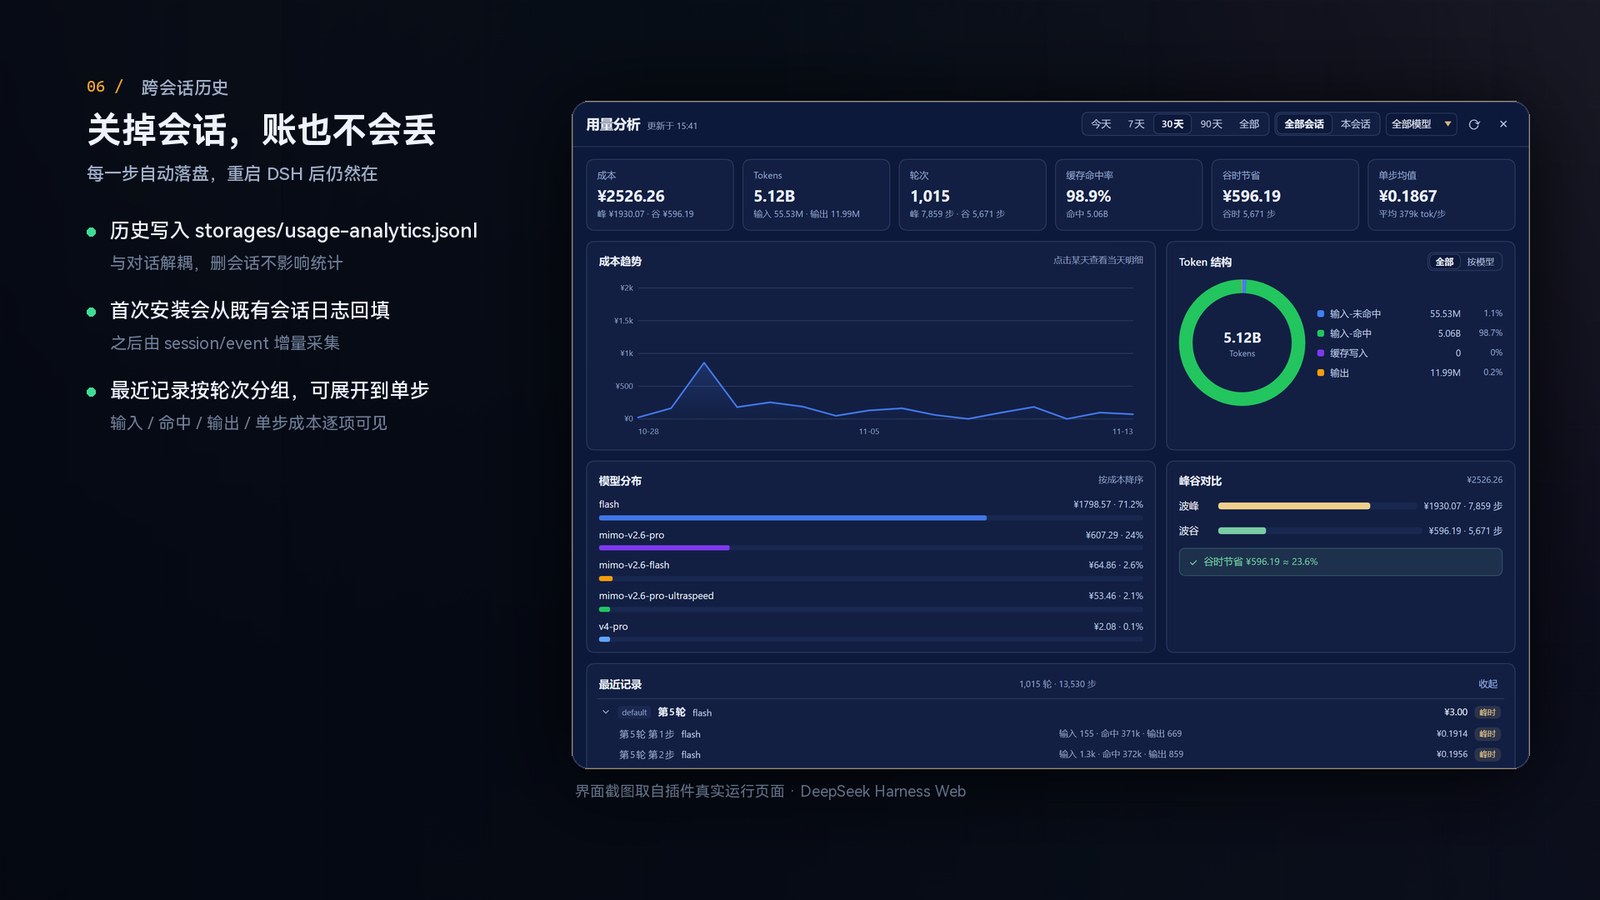 06 / 跨会话历史
关掉会话，账也不会丢
每一步自动落盘，重启 DSH 后仍然在
历史写入 storages/usage-analytics.jsonl
与对话解耦，删会话不影响统计
首次安装会从既有会话日志回填
之后由 session/event 增量采集
最近记录按轮次分组，可展开到单步
输入 / 命中 / 输出 / 单步成本逐项可见
用量分析 更新于 15:41
今天 7天 30天 90天 全部 全部会话 本会话 全部模型
成本
¥2526.26
峰 ¥1930.07 · 谷 ¥596.19
Tokens
5.12B
输入 55.53M · 输出 11.99M
轮次
1,015
峰 7,859 步 · 谷 5,671 步
缓存命中率
98.9%
命中 5.06B
谷时节省
¥596.19
谷时 5,671 步
单步均值
¥0.1867
平均 379k tok/步
成本趋势 点击某天查看当天明细
¥2k
¥1.5k
¥1k
¥500
¥0
10-28 11-05 11-13
Token 结构 全部 按模型
5.12B
Tokens
输入-未命中 55.53M 1.1%
输入-命中 5.06B 98.7%
缓存写入 0 0%
输出 11.99M 0.2%
模型分布 按成本降序
flash ¥1798.57 · 71.2%
mimo-v2.6-pro ¥607.29 · 24%
mimo-v2.6-flash ¥64.86 · 2.6%
mimo-v2.6-pro-ultraspeed ¥53.46 · 2.1%
v4-pro ¥2.08 · 0.1%
峰谷对比 ¥2526.26
波峰 ¥1930.07 · 7,859 步
波谷 ¥596.19 · 5,671 步
✓ 谷时节省 ¥596.19 ≈ 23.6%
最近记录 1,015 轮 · 13,530 步 收起
default 第5轮 flash ¥3.00 峰时
第5轮 第1步 flash 输入 155 · 命中 371k · 输出 669 ¥0.1914 峰时
第5轮 第2步 flash 输入 1.3k · 命中 372k · 输出 859 ¥0.1956 峰时
界面截图取自插件真实运行页面 · DeepSeek Harness Web